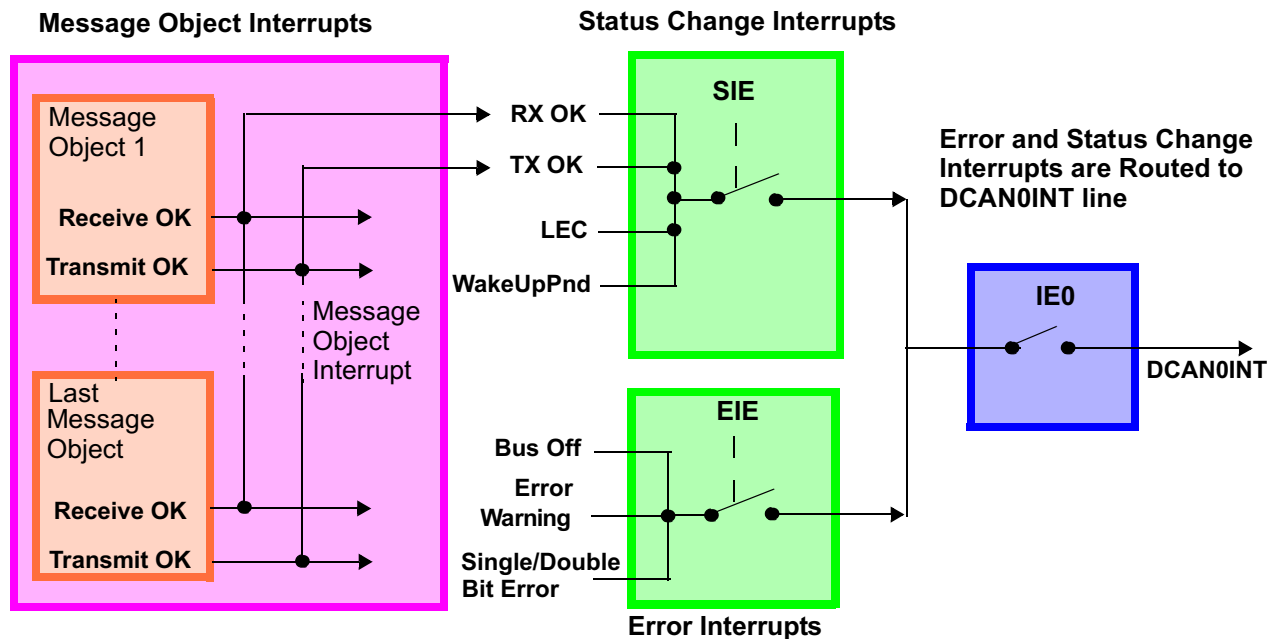 Message Object Interrupts
Message
Object 1
Receive OK
Transmit OK
Message
Object
Interrupt
Last
Message
Object
Receive OK
Transmit OK
Status Change Interrupts
SIE
RX OK
TX OK
LEC
WakeUpPnd
EIE
Bus Off
Error
Warning
Single/Double
Bit Error
Error Interrupts
Error and Status Change
Interrupts are Routed to
DCAN0INT line
IE0
DCAN0INT